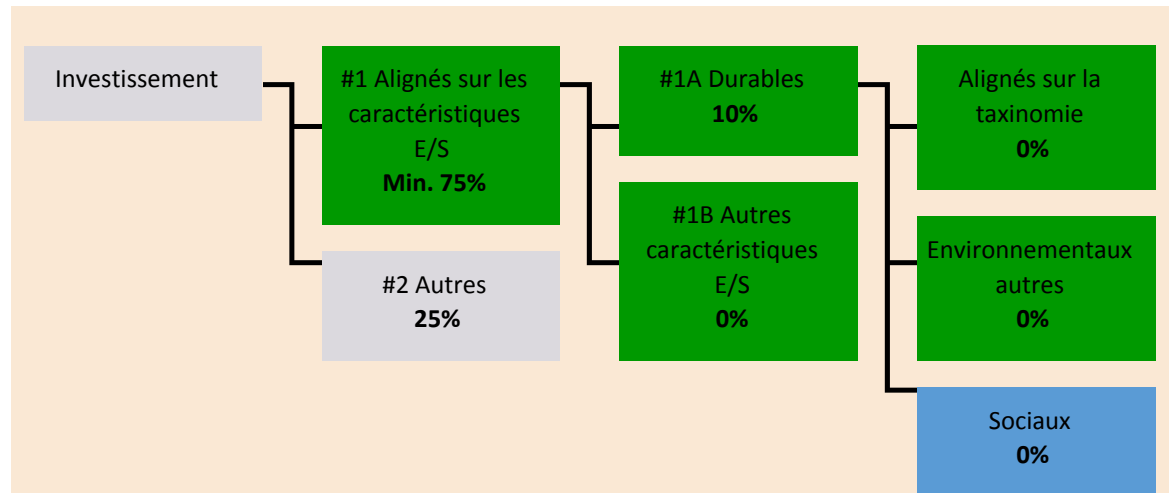 Investissement
#1 Alignés sur les
caractéristiques
E/S
Min. 75%
#2 Autres
25%
#1A Durables
10%
#1B Autres
caractéristiques
E/S
0%
Alignés sur la
taxinomie
0%
Environnementaux
autres
0%
Sociaux
0%